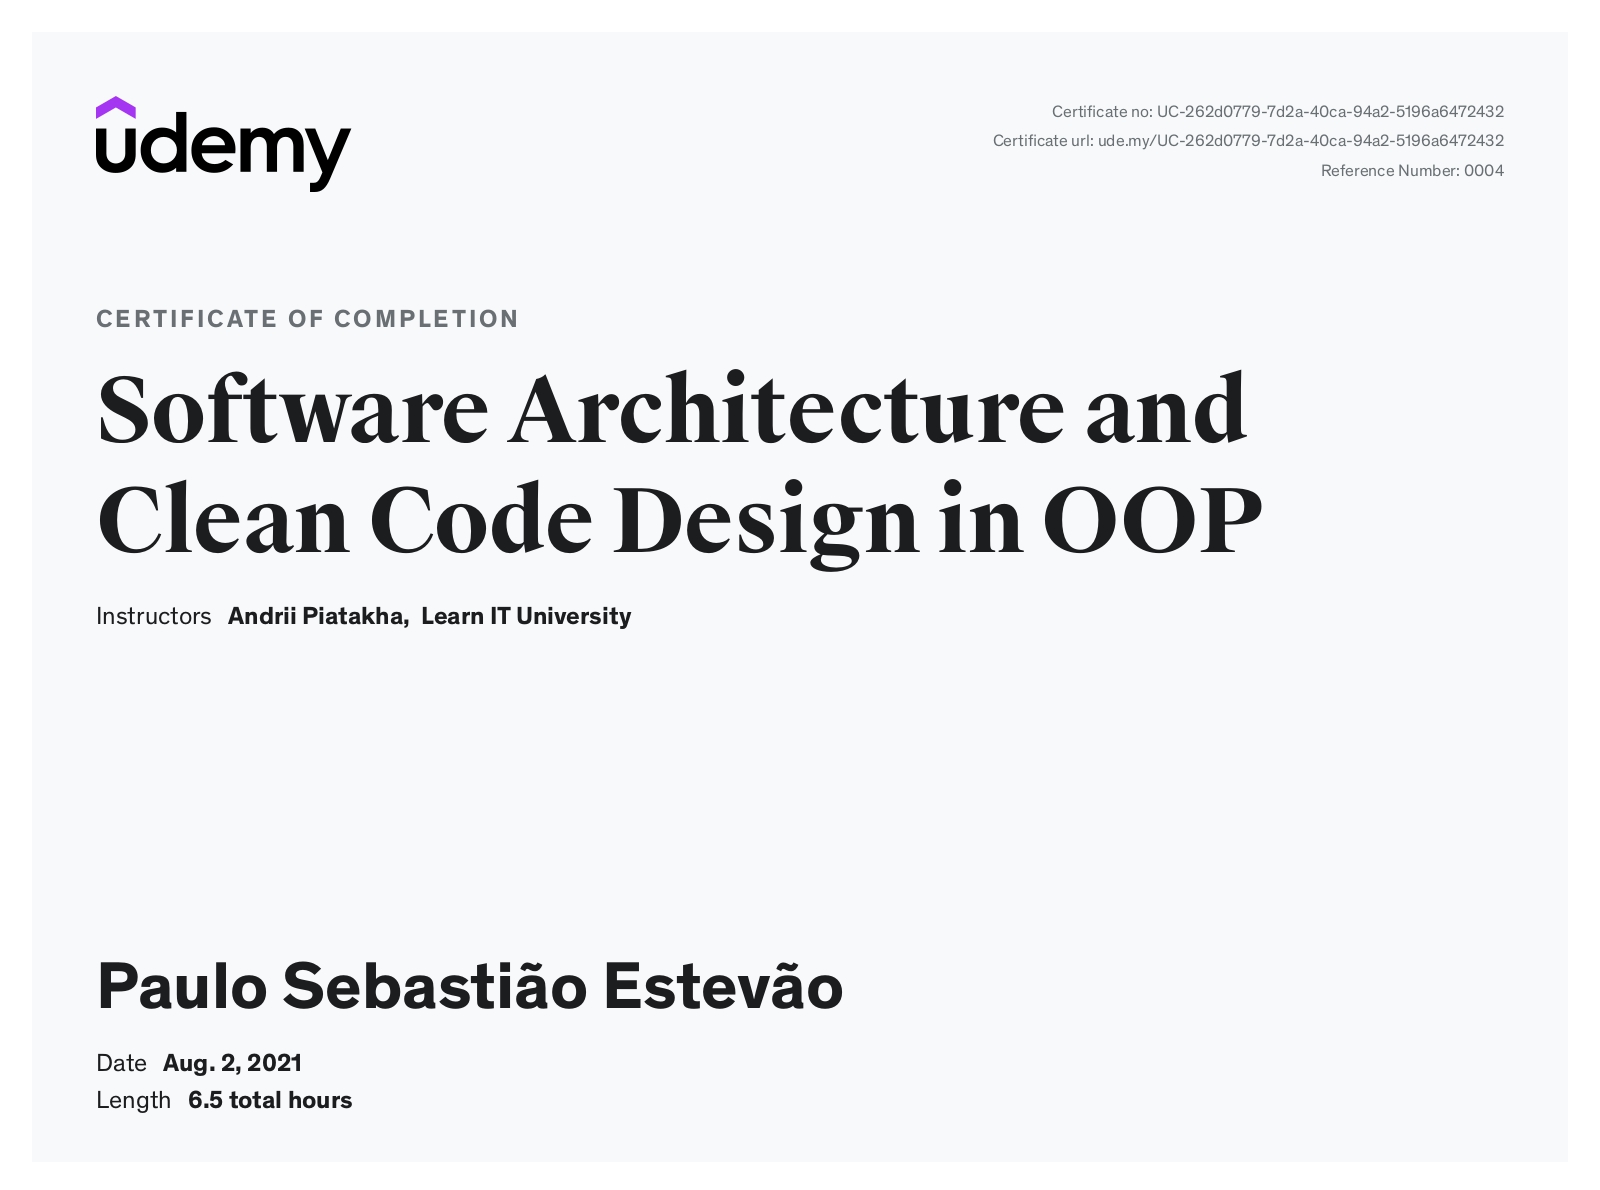 udemy
Certificate no: UC-262d0779-7d2a-40ca-94a2-5196a6472432
Certificate url: ude.my/UC-262d0779-7d2a-40ca-94a2-5196a6472432
Reference Number: 0004
CERTIFICATE OF COMPLETION
Software Architecture and
Clean Code Design in OOP
Instructors Andrii Piatakha, Learn IT University
Paulo Sebastião Estevão
Date Aug. 2, 2021
Length 6.5 total hours